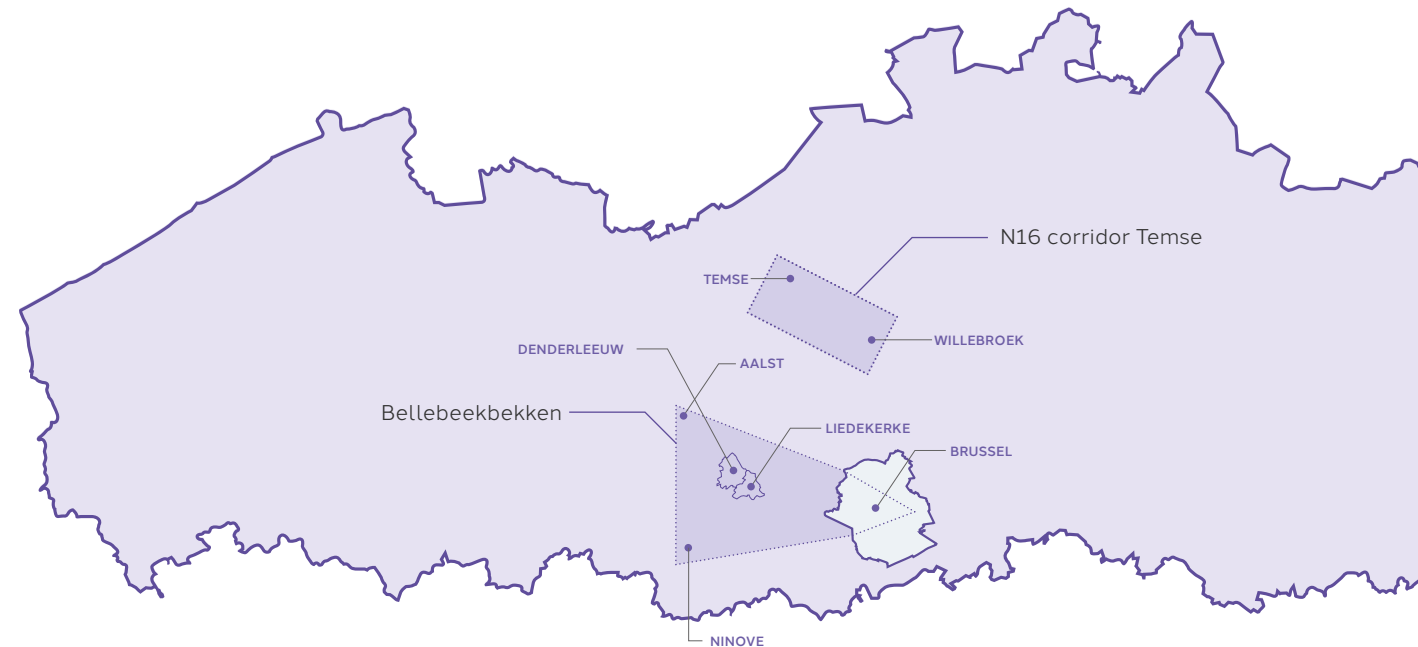 N16 corridor Temse
TEMSE
WILLEBROEK
DENDERLEEUW
AALST
Bellebeekbekken
LIEDEKERKE
BRUSSEL
NINOVE